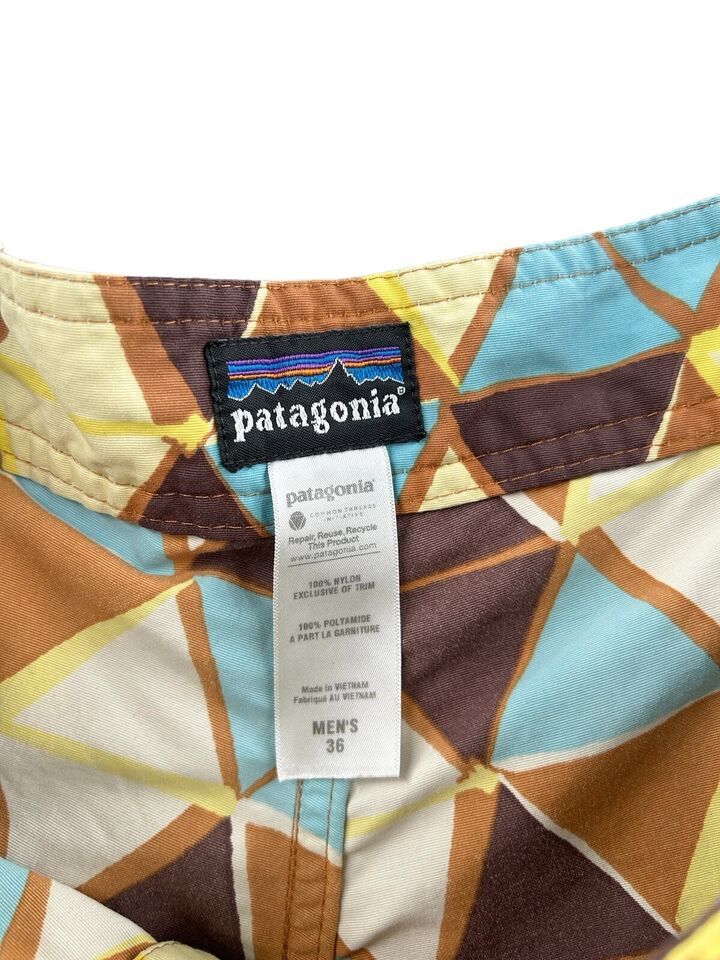 patagonia®
patagonia®
COMMON THREADS
INITIATIVE
Repair, Reuse, Recycle
This Product
www.patagonia.com
100% NYLON
EXCLUSIVE OF TRIM
100% POLYAMIDE
A PART LA GARNITURE
Made in VIETNAM
Fabriqué AU VIETNAM
MEN'S
36